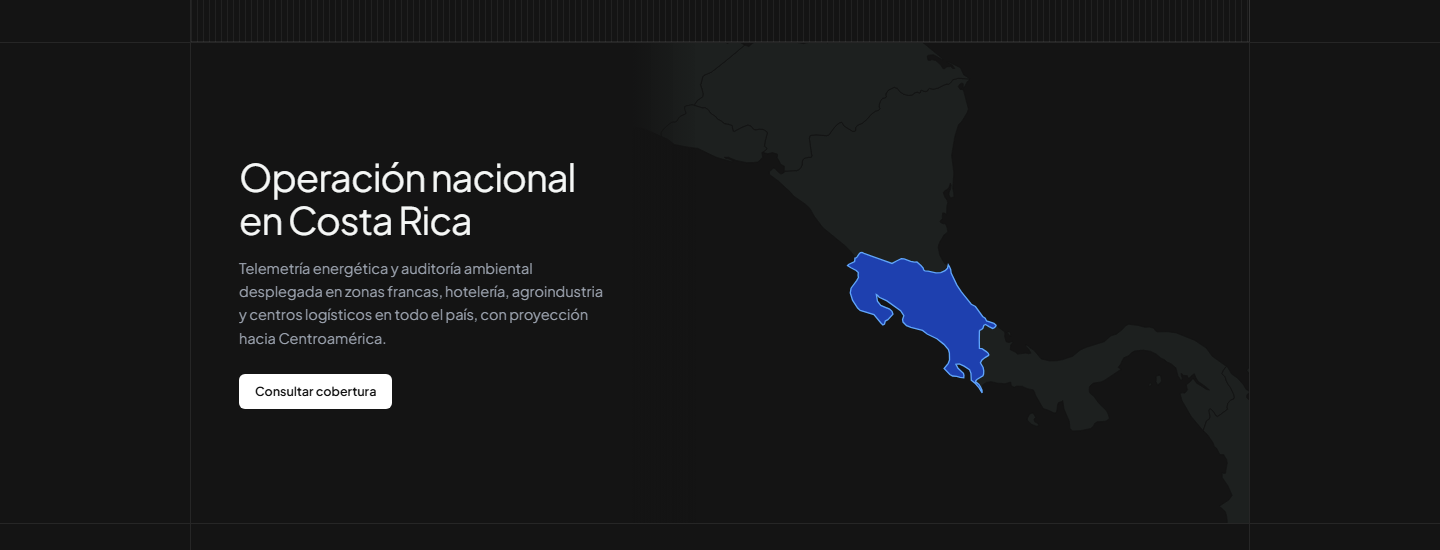 Operación nacional
en Costa Rica
Telemetría energética y auditoría ambiental
desplegada en zonas francas, hotelería, agroindustria
y centros logísticos en todo el país, con proyección
hacia Centroamérica.
Consultar cobertura